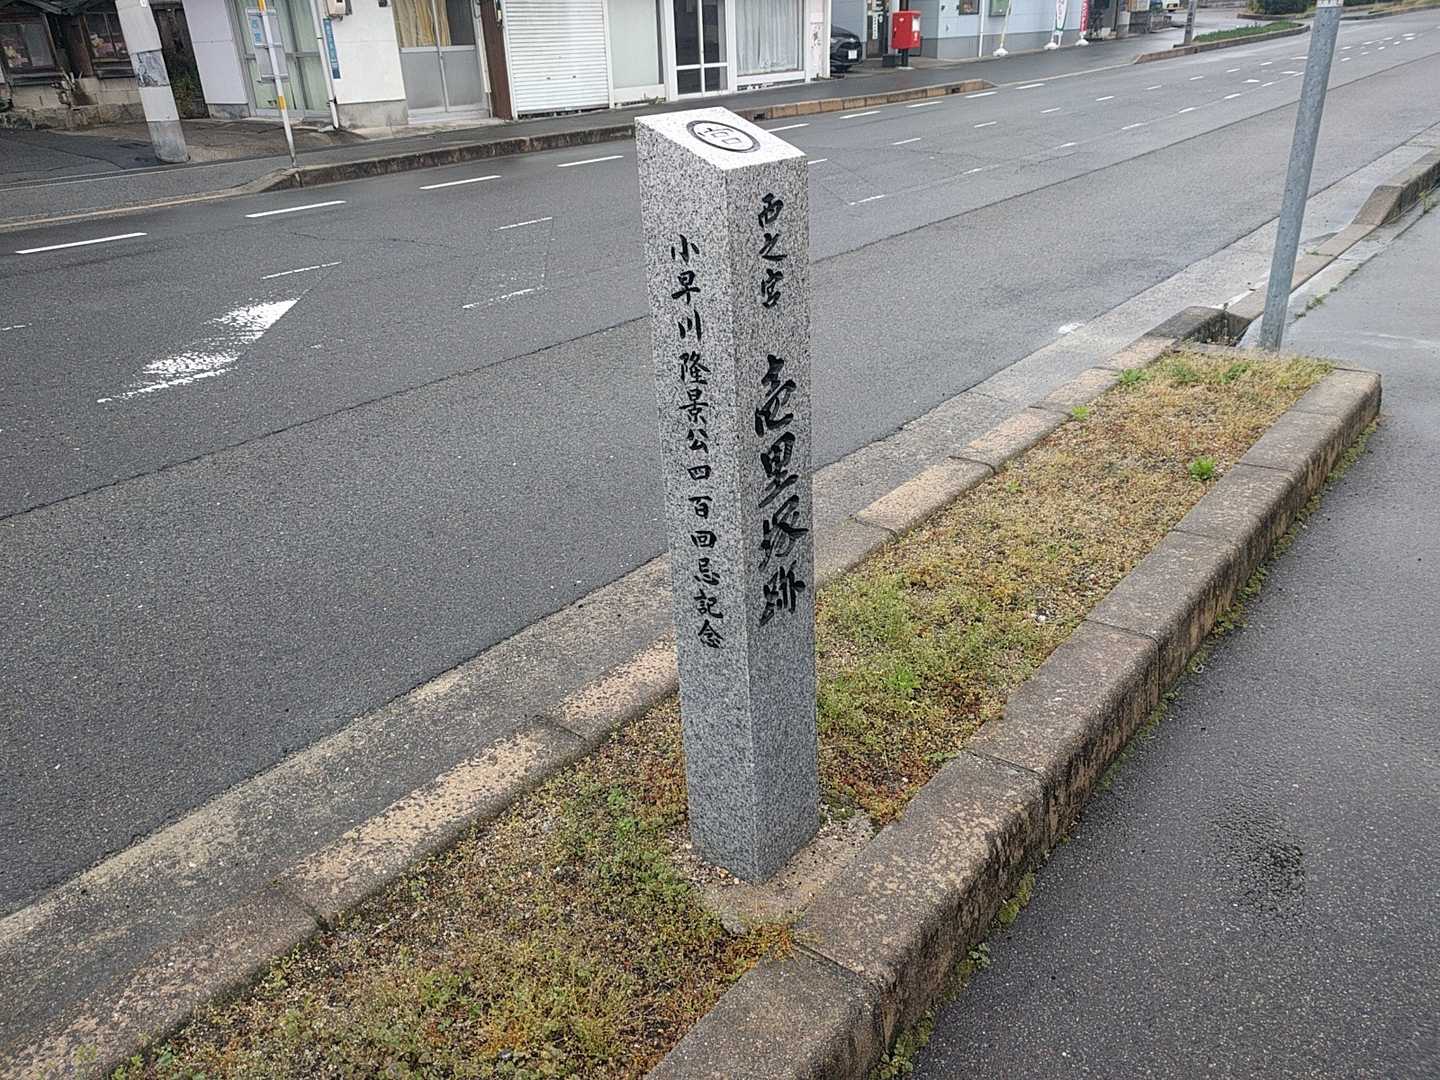 西之宮 壱里塚跡
小早川隆景公四百回忌記念